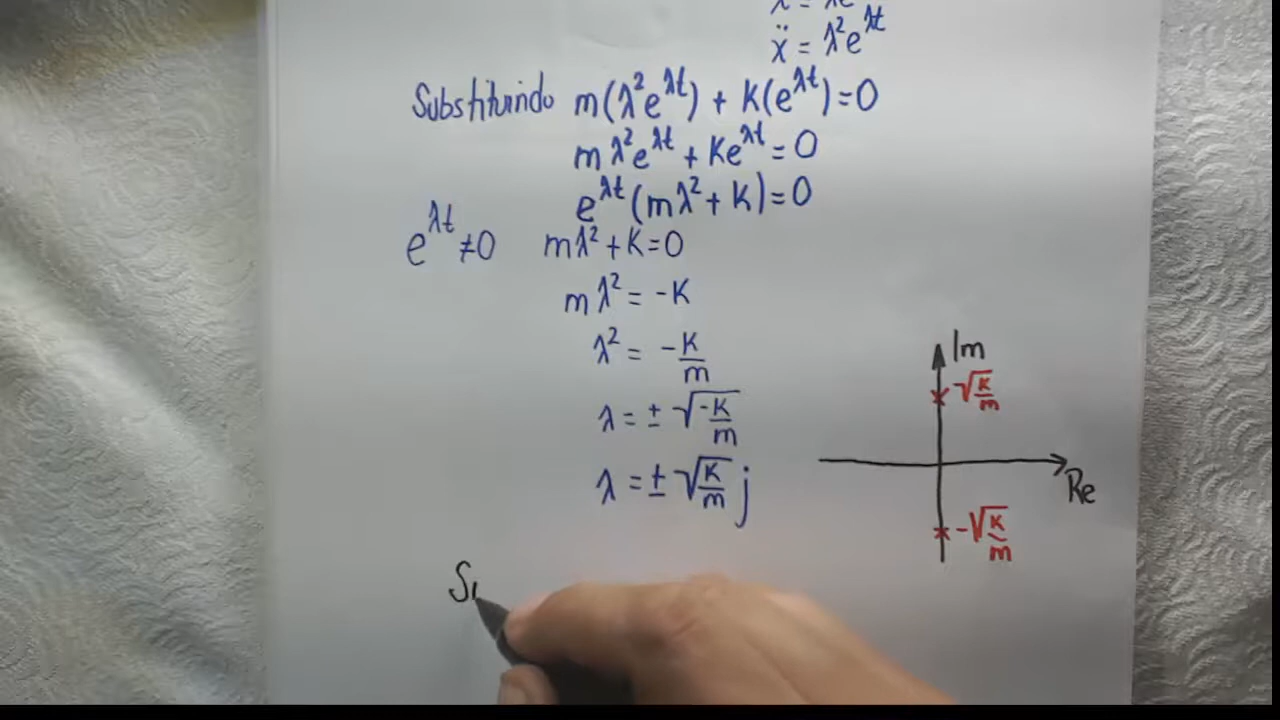 ẍ = λ²e^λt
Substituindo m(λ²e^λt) + K(e^λt) = 0
mλ²e^λt + Ke^λt = 0
e^λt(mλ² + K) = 0
e^λt ≠ 0 mλ² + K = 0
mλ² = -K
λ² = -K/m
λ = ± √(-K/m)
λ = ± √(K/m) j
Im
√(K/m)
Re
-√(K/m)